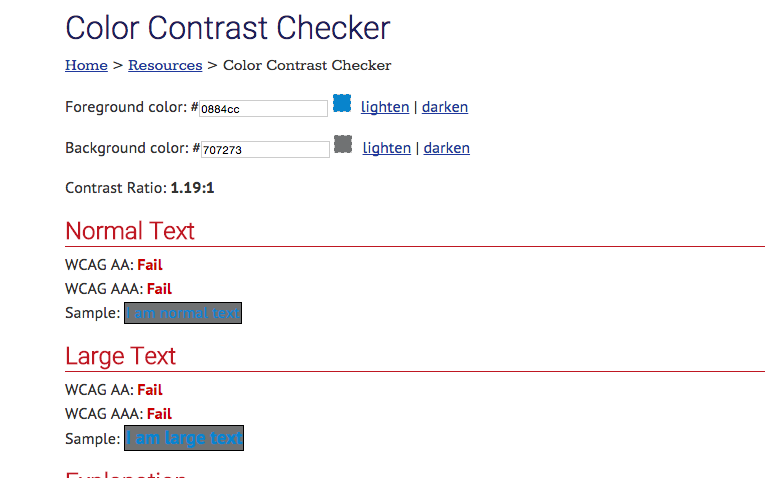 Color Contrast Checker
Home > Resources > Color Contrast Checker
Foreground color: #0884cc lighten | darken
Background color: #707273 lighten | darken
Contrast Ratio: 1.19:1
Normal Text
WCAG AA: Fail
WCAG AAA: Fail
Sample: I am normal text
Large Text
WCAG AA: Fail
WCAG AAA: Fail
Sample: I am large text
Explanation